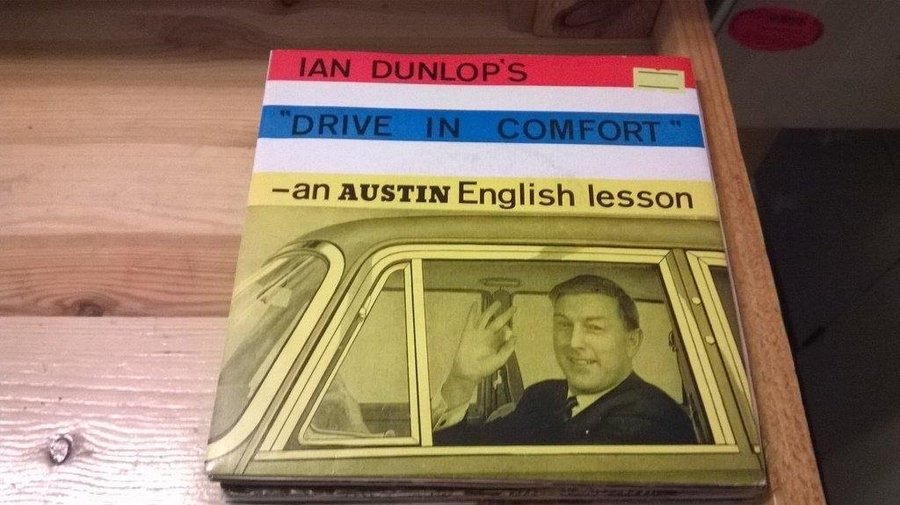 IAN DUNLOP'S
"DRIVE IN COMFORT"
-an AUSTIN English lesson